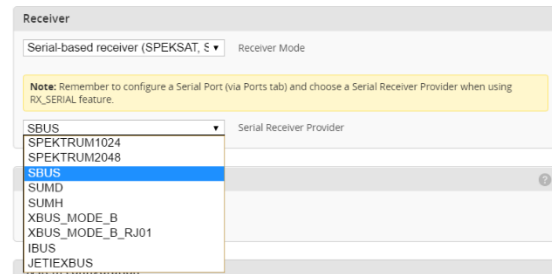 Receiver
Serial-based receiver (SPEKSAT, S
Receiver Mode
Note: Remember to configure a Serial Port (via Ports tab) and choose a Serial Receiver Provider when using
RX_SERIAL feature.
SBUS
Serial Receiver Provider
SPEKTRUM1024
SPEKTRUM2048
SBUS
SUMD
SUMH
XBUS_MODE_B
XBUS_MODE_B_RJ01
IBUS
JETIEXBUS